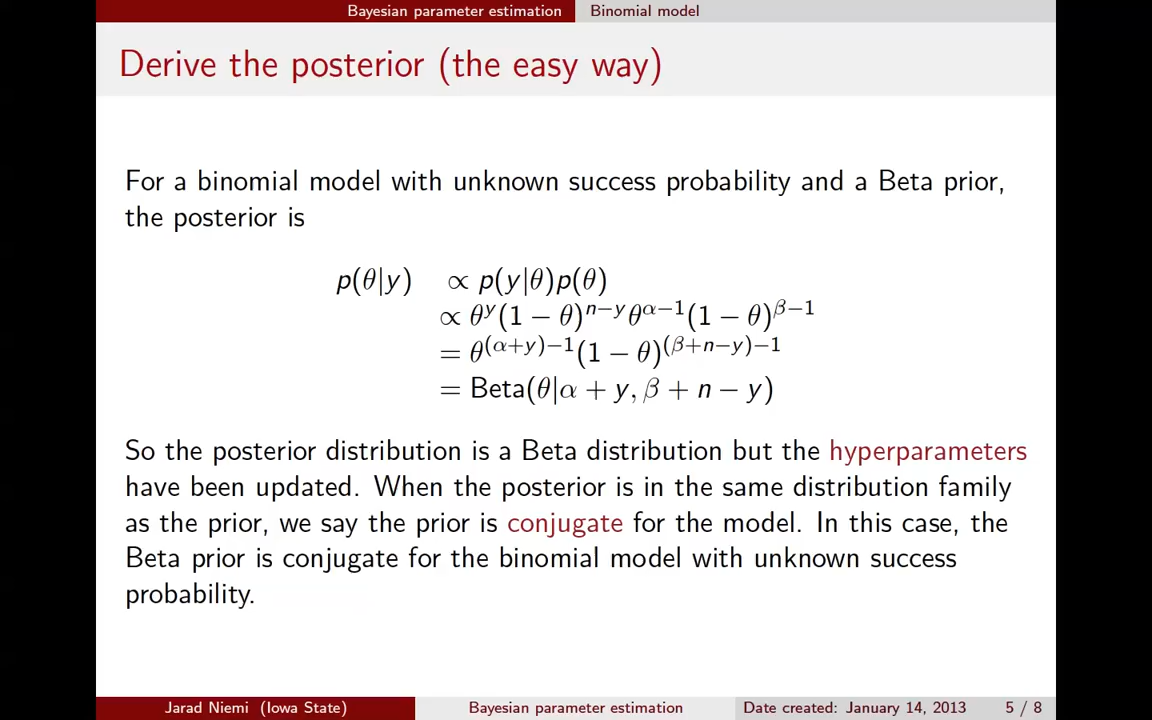 Bayesian parameter estimation Binomial model
Derive the posterior (the easy way)
For a binomial model with unknown success probability and a Beta prior,
the posterior is
p(θ|y) ∝ p(y|θ)p(θ)
∝ θ^y(1 − θ)^{n−y}θ^{α−1}(1 − θ)^{β−1}
= θ^{(α+y)−1}(1 − θ)^{(β+n−y)−1}
= Beta(θ|α + y, β + n − y)
So the posterior distribution is a Beta distribution but the hyperparameters
have been updated. When the posterior is in the same distribution family
as the prior, we say the prior is conjugate for the model. In this case, the
Beta prior is conjugate for the binomial model with unknown success
probability.
Jarad Niemi (Iowa State) Bayesian parameter estimation Date created: January 14, 2013 5 / 8